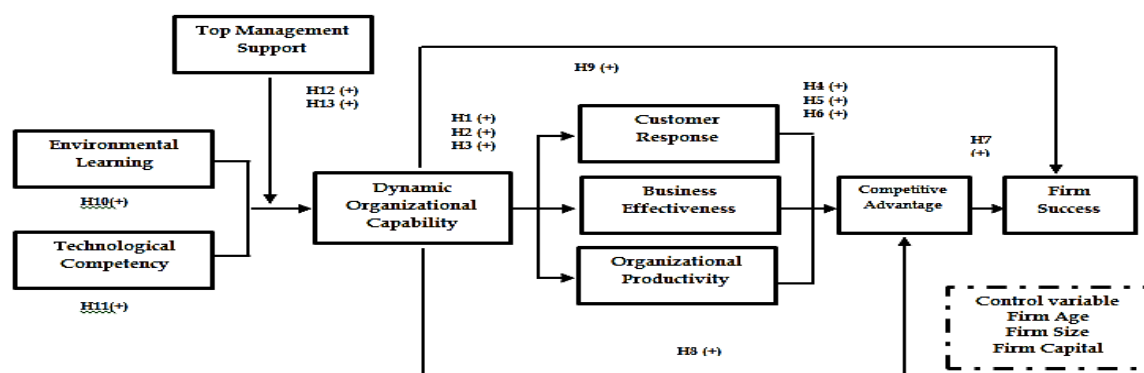 Top Management
Support
H12 (+)
H13 (+)
Environmental
Learning
H10(+)
Technological
Competency
H11(+)
Dynamic
Organizational
Capability
H1 (+)
H2 (+)
H3 (+)
H9 (+)
Customer
Response
Business
Effectiveness
Organizational
Productivity
H4 (+)
H5 (+)
H6 (+)
H8 (+)
Competitive
Advantage
H7
(+)
Firm
Success
Control variable
Firm Age
Firm Size
Firm Capital